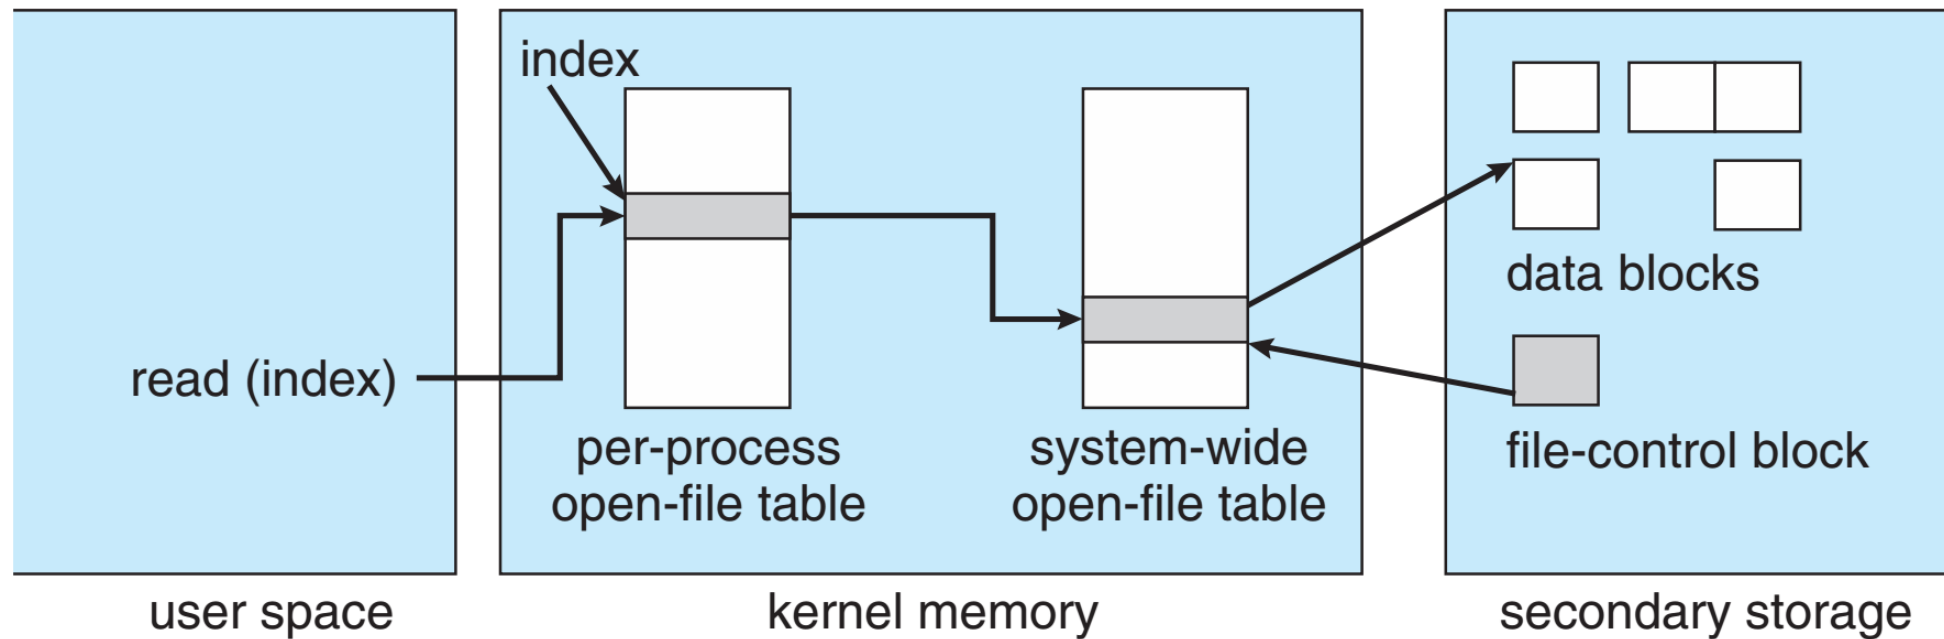 index
read (index)
per-process
open-file table
system-wide
open-file table
data blocks
file-control block
user space
kernel memory
secondary storage